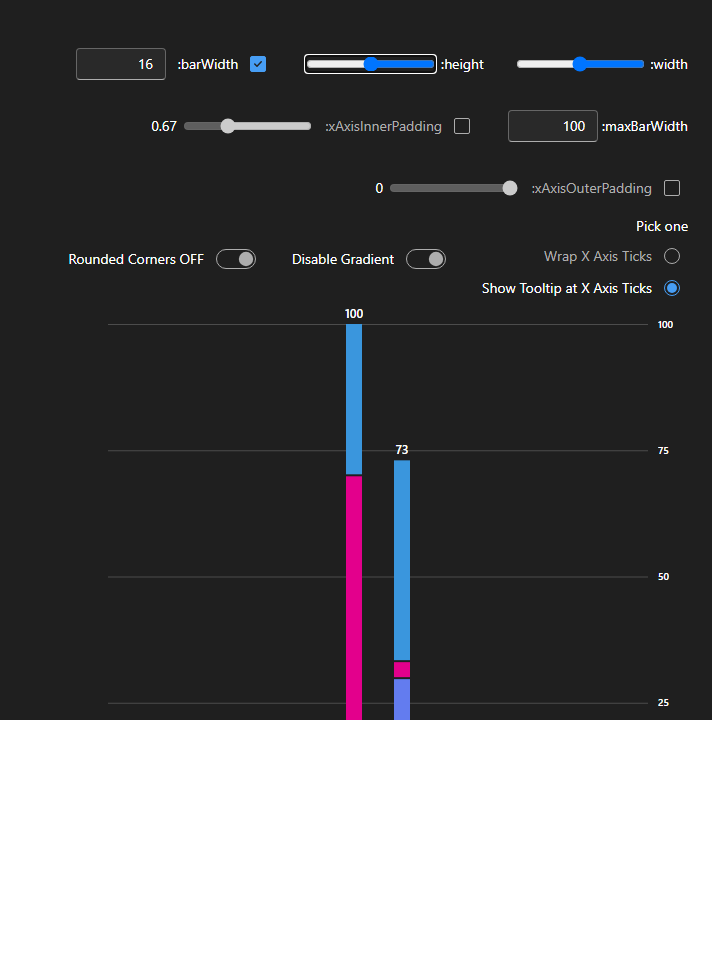 width:
height:
barWidth:
16
maxBarWidth:
100
xAxisInnerPadding:
0.67
xAxisOuterPadding:
0
Pick one
Wrap X Axis Ticks
Show Tooltip at X Axis Ticks
Disable Gradient
Rounded Corners OFF
100
100
75
73
50
25